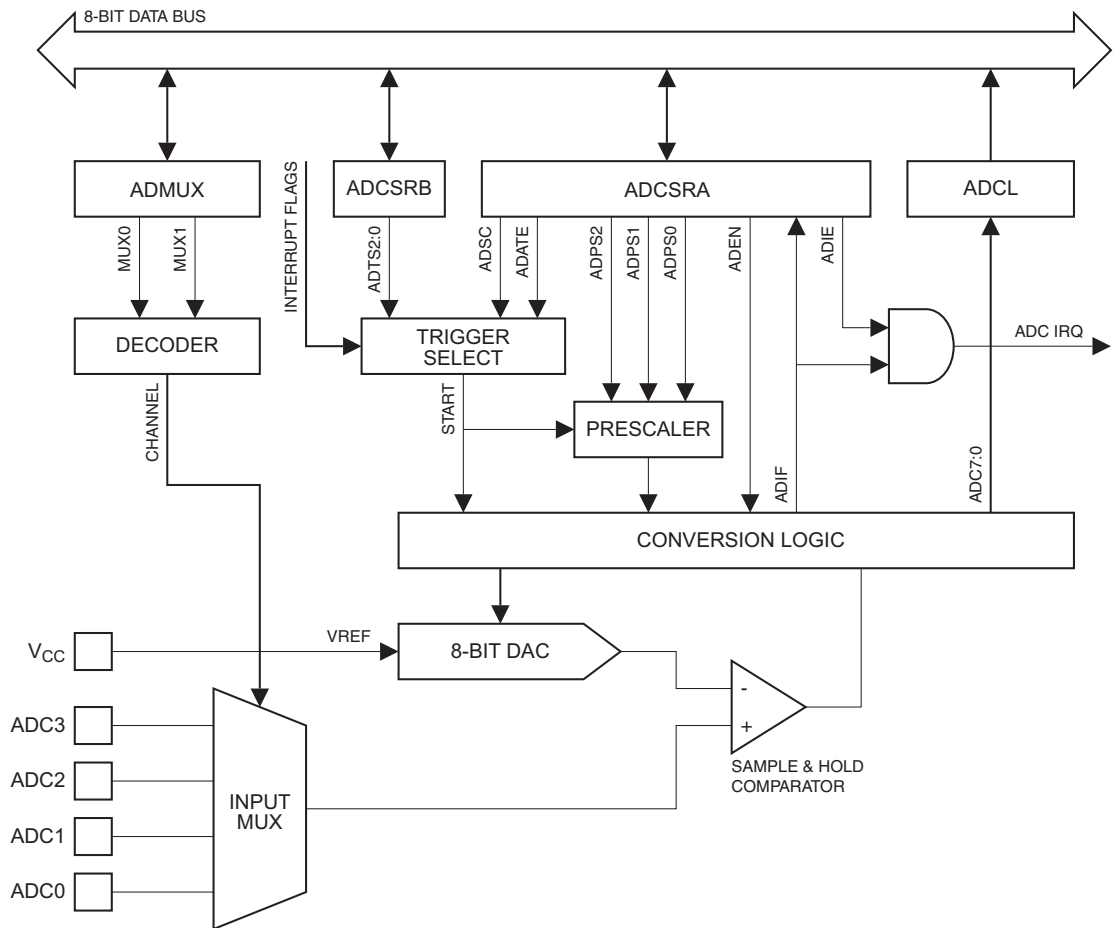 8-BIT DATA BUS
ADMUX
ADCSRB
ADCSRA
ADCL
INTERRUPT FLAGS
MUX0
MUX1
ADTS2:0
ADSC
ADATE
ADPS2
ADPS1
ADPS0
ADEN
ADIE
DECODER
TRIGGER
SELECT
ADC IRQ
CHANNEL
START
PRESCALER
ADIF
ADC7:0
CONVERSION LOGIC
VCC
VREF
8-BIT DAC
-
+
SAMPLE & HOLD
COMPARATOR
ADC3
ADC2
ADC1
ADC0
INPUT
MUX